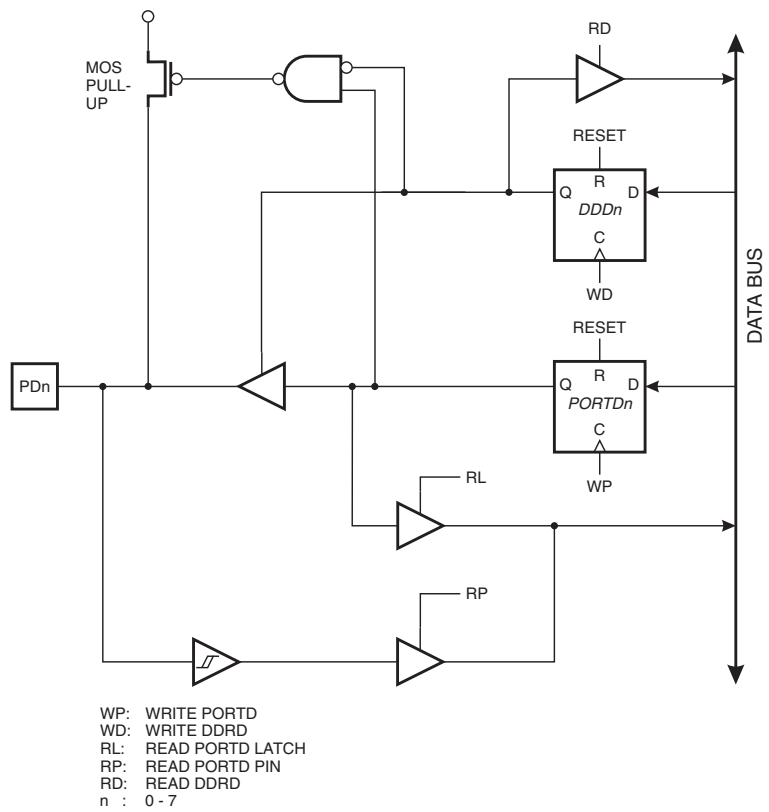 RD
MOS
PULL-
UP
RESET
R
Q
D
DDDn
C
WD
RESET
R
Q
D
PORTDn
C
WP
PDn
RL
RP
DATA BUS
WP: WRITE PORTD
WD: WRITE DDRD
RL: READ PORTD LATCH
RP: READ PORTD PIN
RD: READ DDRD
n : 0 - 7